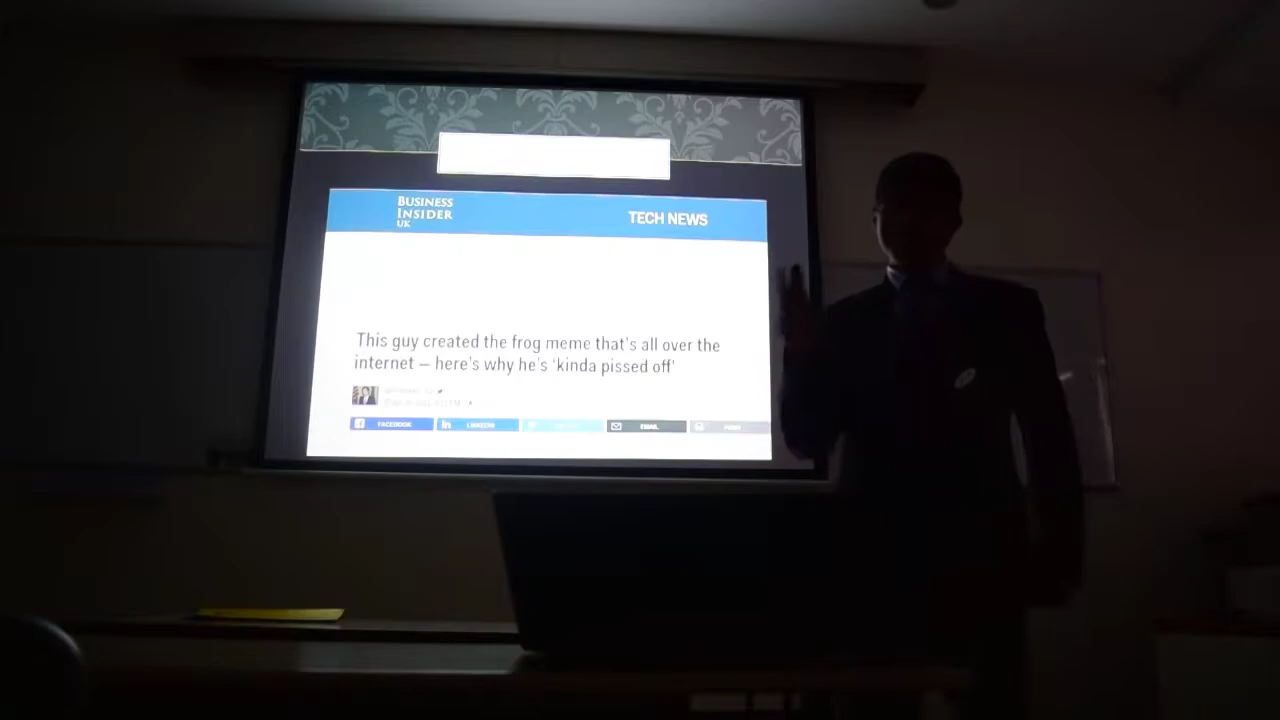 BUSINESS
INSIDER
UK
TECH NEWS
This guy created the frog meme that's all over the
internet — here's why he's 'kinda pissed off'
FACEBOOK
in LINKEDIN
EMAIL